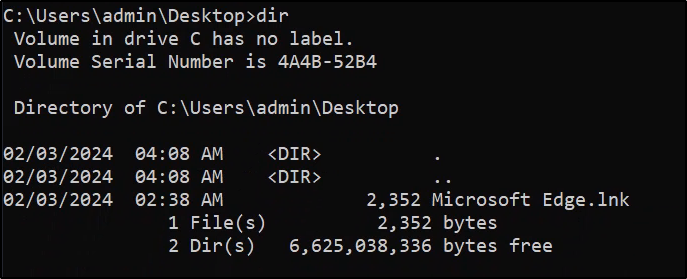 C:\Users\admin\Desktop>dir
 Volume in drive C has no label.
 Volume Serial Number is 4A4B-52B4

 Directory of C:\Users\admin\Desktop

02/03/2024  04:08 AM    <DIR>          .
02/03/2024  04:08 AM    <DIR>          ..
02/03/2024  02:38 AM             2,352 Microsoft Edge.lnk
               1 File(s)          2,352 bytes
               2 Dir(s)   6,625,038,336 bytes free